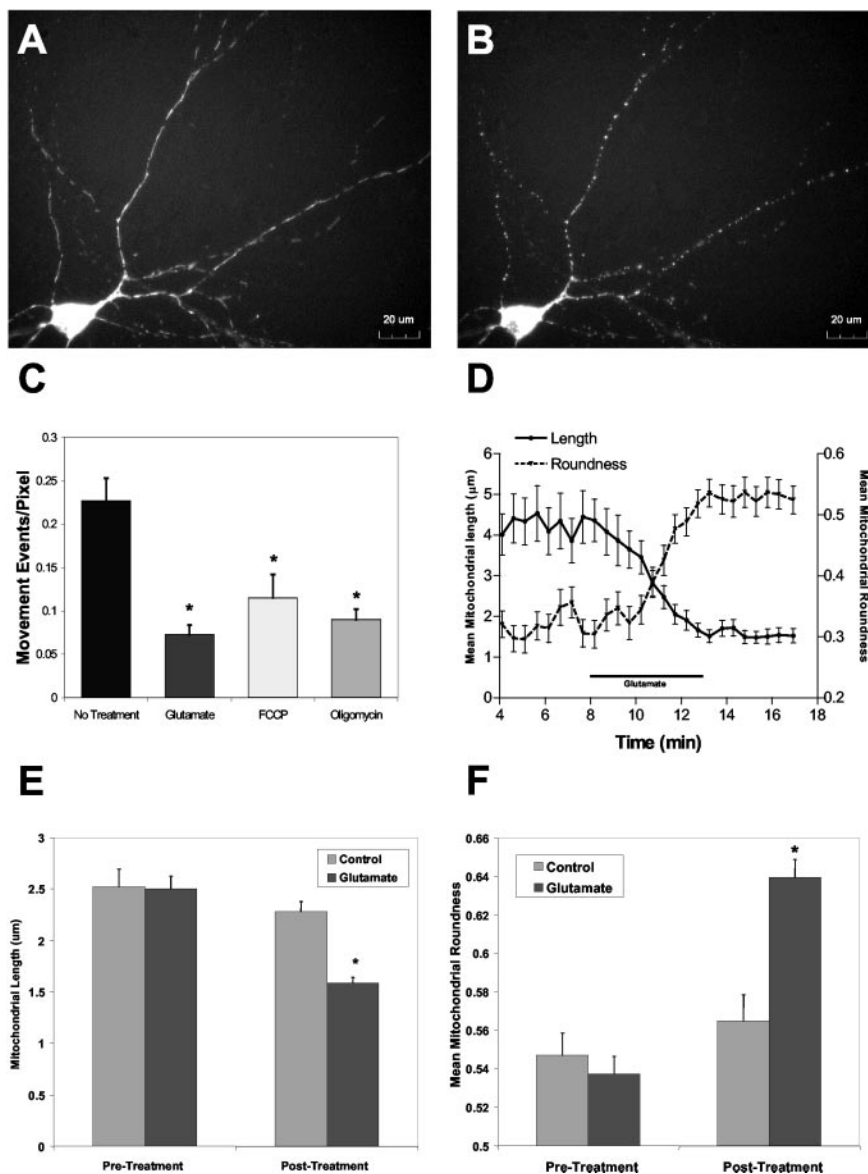 A
B
20 um
20 um
C
D
Movement Events/Pixel
0.3
0.25
0.2
0.15
0.1
0.05
0
*
*
*
No Treatment
Glutamate
FCCP
Oligomycin
Length
Roundness
Mean Mitochondrial length (μm)
6
5
4
3
2
1
0
Mean Mitochondrial Roundness
0.6
0.5
0.4
0.3
0.2
Glutamate
4 6 8 10 12 14 16 18
Time (min)
E
F
Mitochondrial Length (um)
3
2.5
2
1.5
1
0.5
0
Control
Glutamate
*
Pre-Treatment
Post-Treatment
Mean Mitochondrial Roundness
0.66
0.64
0.62
0.6
0.58
0.56
0.54
0.52
0.5
Control
Glutamate
*
Pre-Treatment
Post-Treatment